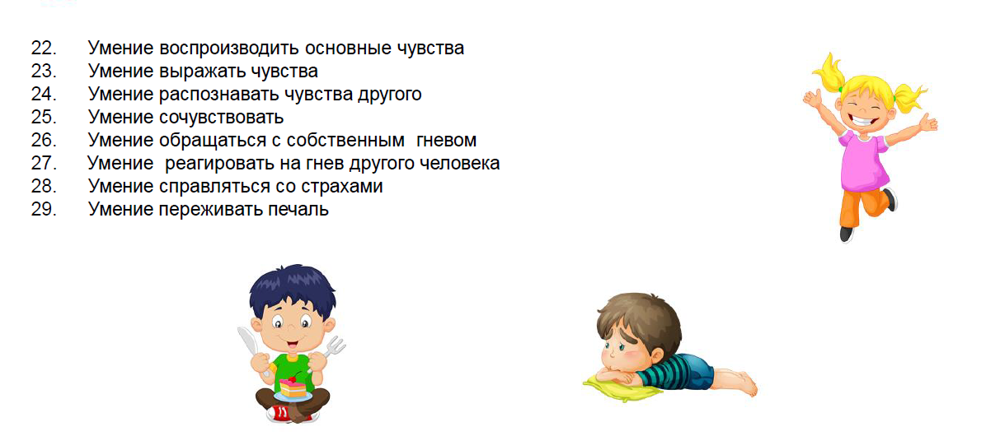 22. Умение воспроизводить основные чувства
23. Умение выражать чувства
24. Умение распознавать чувства другого
25. Умение сочувствовать
26. Умение обращаться с собственным  гневом
27. Умение  реагировать на гнев другого человека
28. Умение справляться со страхами
29. Умение переживать печаль